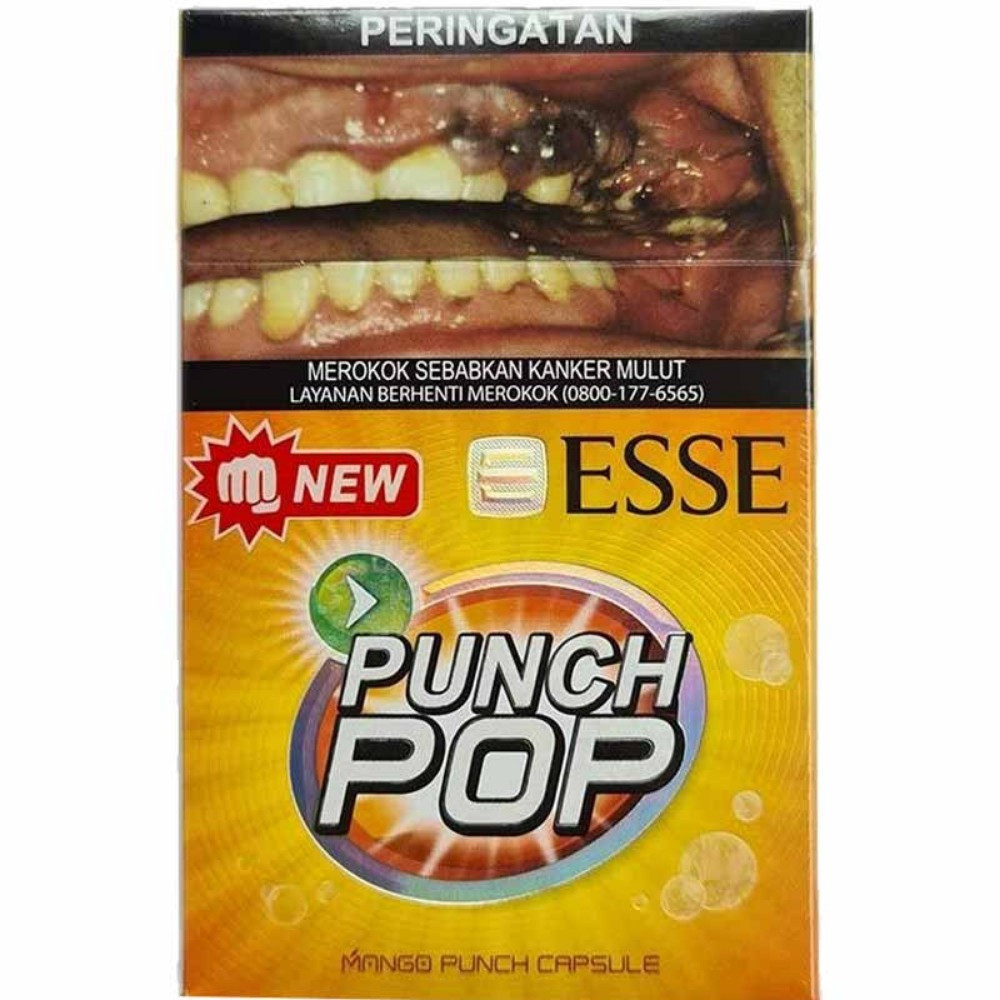 PERINGATAN
MEROKOK SEBABKAN KANKER MULUT
LAYANAN BERHENTI MEROKOK (0800-177-6565)
NEW
ESSE
PUNCH
POP
MANGO PUNCH CAPSULE